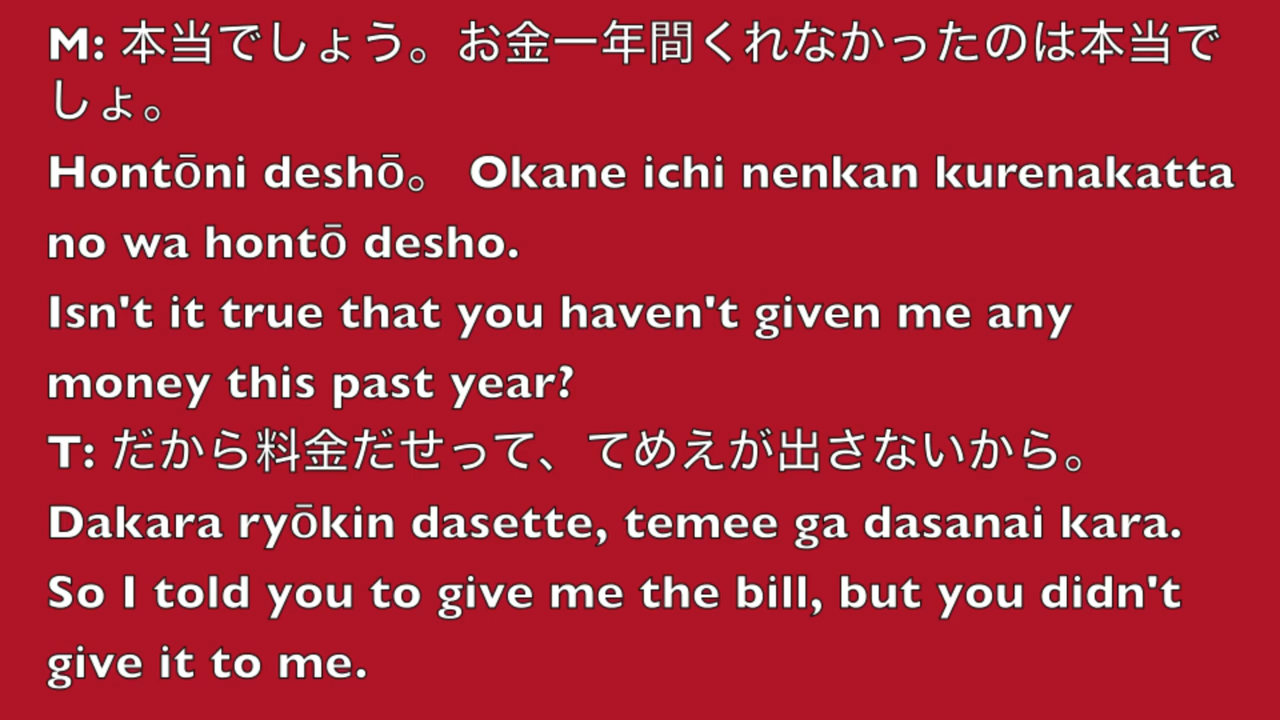 M: 本当でしょう。お金一年間くれなかったのは本当で
しょ。
Hontōni deshō。 Okane ichi nenkan kurenakatta
no wa hontō desho.
Isn't it true that you haven't given me any
money this past year?
T: だから料金だせって、てめえが出さないから。
Dakara ryōkin dasette, temee ga dasanai kara.
So I told you to give me the bill, but you didn't
give it to me.